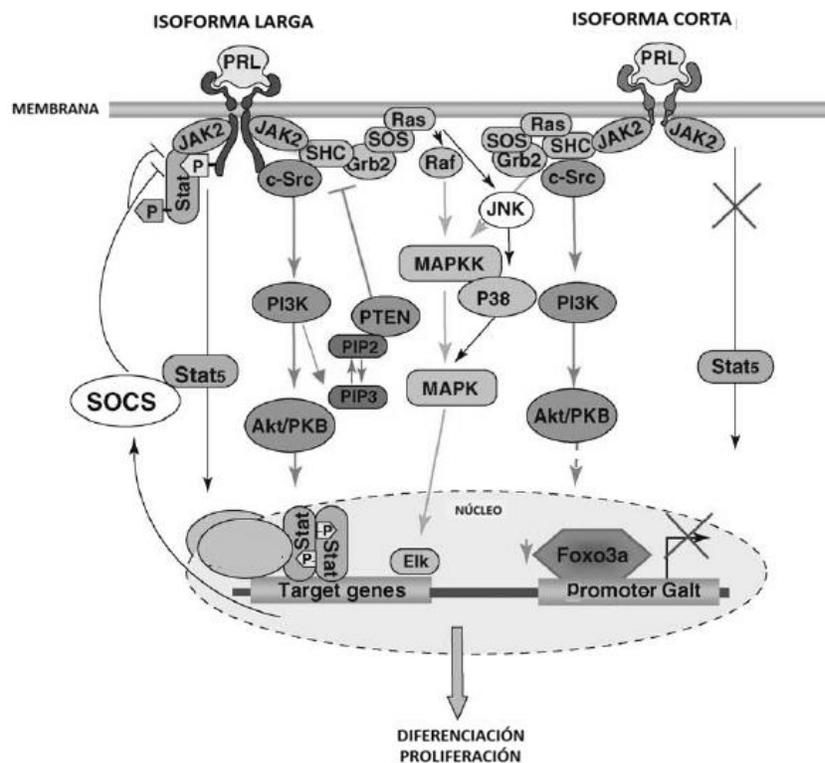 ISOFORMA LARGA
ISOFORMA CORTA
PRL
PRL
MEMBRANA
JAK2
JAK2
SHC
Grb2
SOS
Ras
Raf
SOS
Ras
Grb2
SHC
JAK2
JAK2
P
Stat
P
c-Src
c-Src
JNK
MAPKK
P38
PI3K
PTEN
PIP2
PIP3
PI3K
SOCS
Stat5
MAPK
Stat5
Akt/PKB
Akt/PKB
NÚCLEO
Stat
P
P
Stat
Elk
Foxo3a
Target genes
promotor Galt
DIFERENCIACIÓN
PROLIFERACIÓN